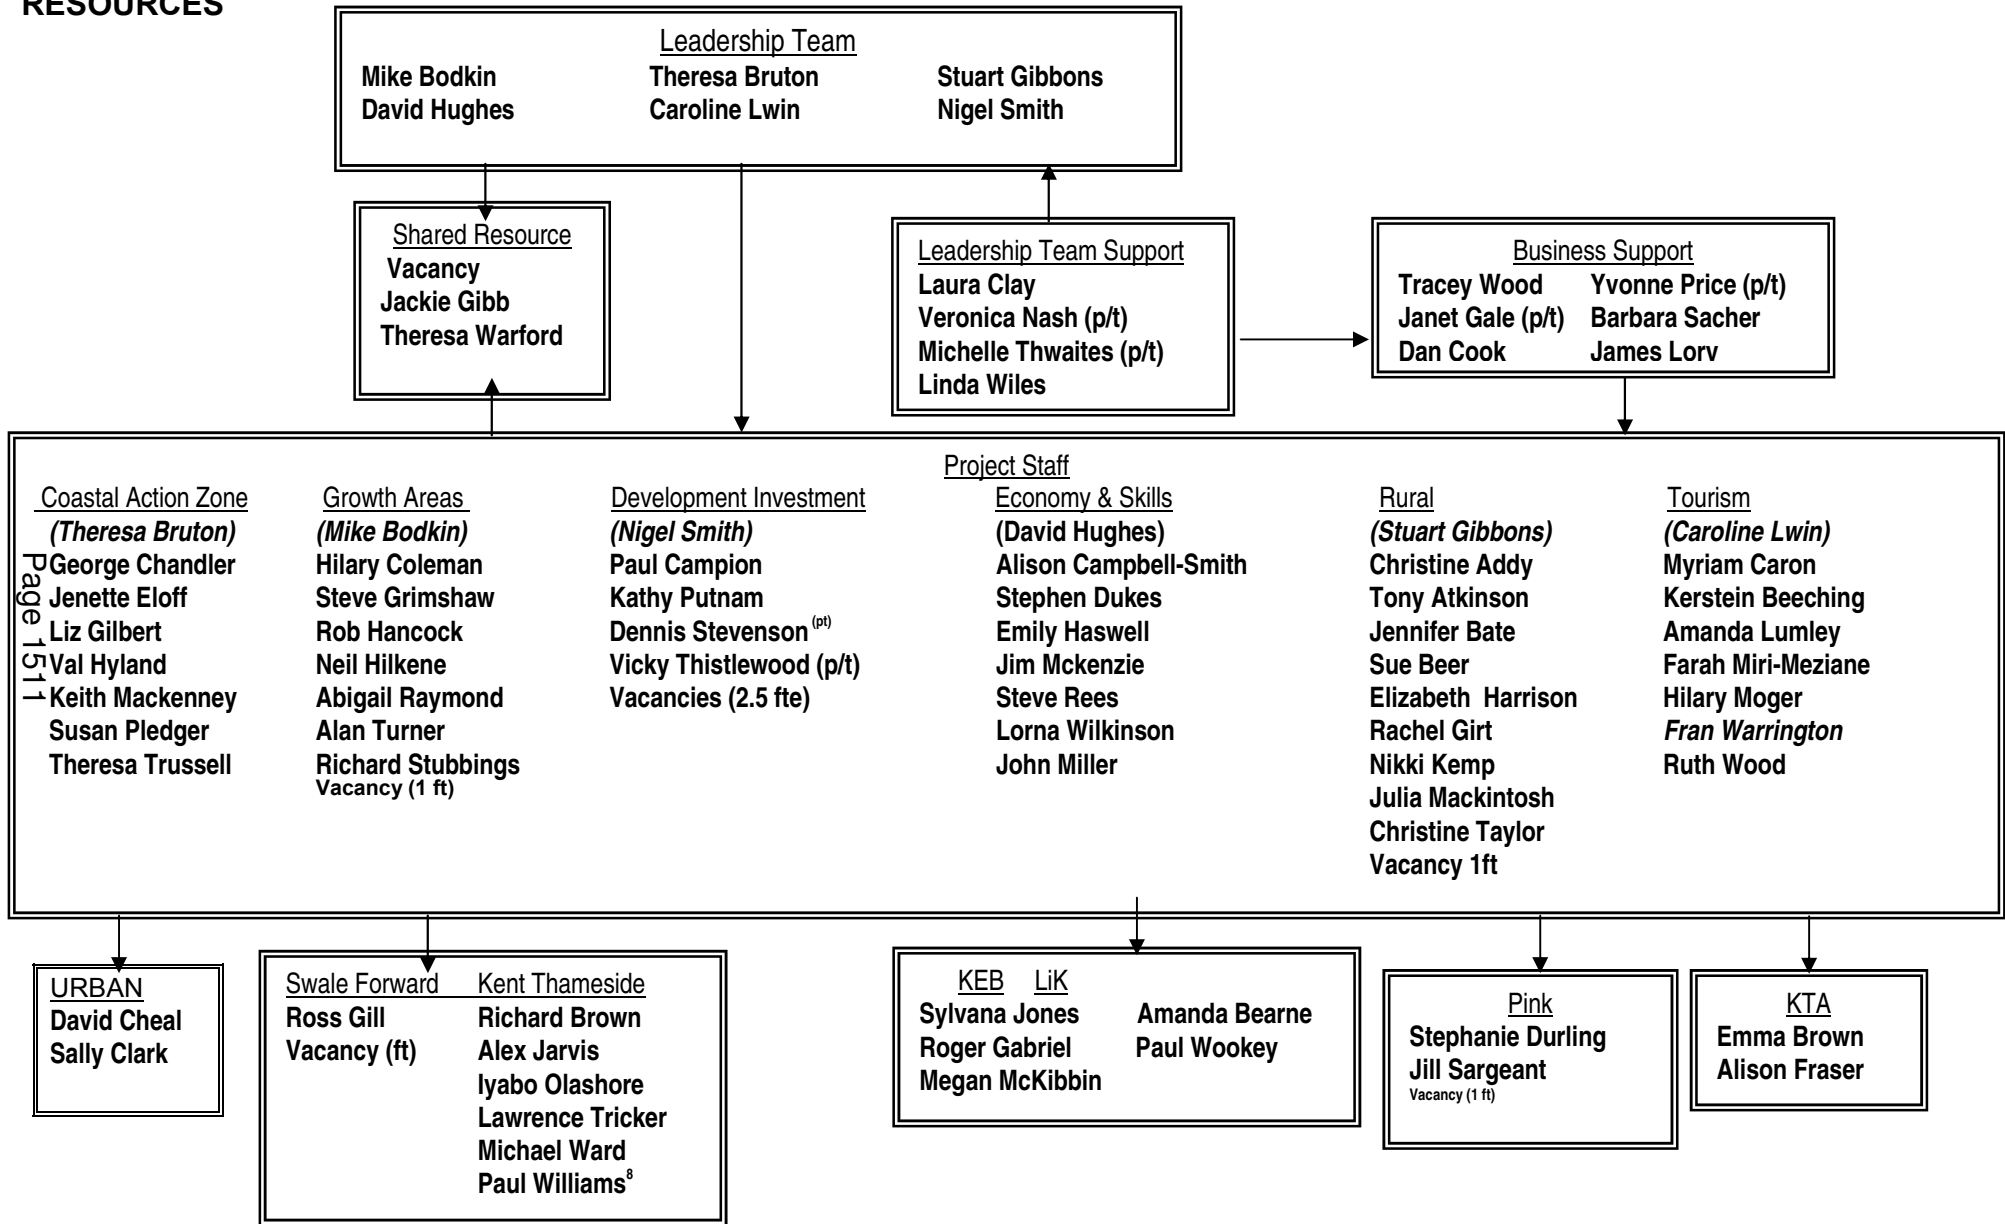 RESOURCES
Leadership Team
Mike Bodkin Theresa Bruton Stuart Gibbons
David Hughes Caroline Lwin Nigel Smith
Shared Resource
Vacancy
Jackie Gibb
Theresa Warford
Leadership Team Support
Laura Clay
Veronica Nash (p/t)
Michelle Thwaites (p/t)
Linda Wiles
Business Support
Tracey Wood Yvonne Price (p/t)
Janet Gale (p/t) Barbara Sacher
Dan Cook James Lorv
Project Staff
Coastal Action Zone
(Theresa Bruton)
George Chandler
Jenette Eloff
Liz Gilbert
Val Hyland
Keith Mackenney
Susan Pledger
Theresa Trussell
Growth Areas
(Mike Bodkin)
Hilary Coleman
Steve Grimshaw
Rob Hancock
Neil Hilkene
Abigail Raymond
Alan Turner
Richard Stubbings
Vacancy (1 ft)
Development Investment
(Nigel Smith)
Paul Campion
Kathy Putnam
Dennis Stevenson (pt)
Vicky Thistlewood (p/t)
Vacancies (2.5 fte)
Economy & Skills
(David Hughes)
Alison Campbell-Smith
Stephen Dukes
Emily Haswell
Jim Mckenzie
Steve Rees
Lorna Wilkinson
John Miller
Rural
(Stuart Gibbons)
Christine Addy
Tony Atkinson
Jennifer Bate
Sue Beer
Elizabeth Harrison
Rachel Girt
Nikki Kemp
Julia Mackintosh
Christine Taylor
Vacancy 1ft
Tourism
(Caroline Lwin)
Myriam Caron
Kerstein Beeching
Amanda Lumley
Farah Miri-Meziane
Hilary Moger
Fran Warrington
Ruth Wood
Page 1511
URBAN
David Cheal
Sally Clark
Swale Forward
Ross Gill
Vacancy (ft)
Kent Thameside
Richard Brown
Alex Jarvis
Iyabo Olashore
Lawrence Tricker
Michael Ward
Paul Williams8
KEB LiK
Sylvana Jones Amanda Bearne
Roger Gabriel Paul Wookey
Megan McKibbin
Pink
Stephanie Durling
Jill Sargeant
Vacancy (1 ft)
KTA
Emma Brown
Alison Fraser